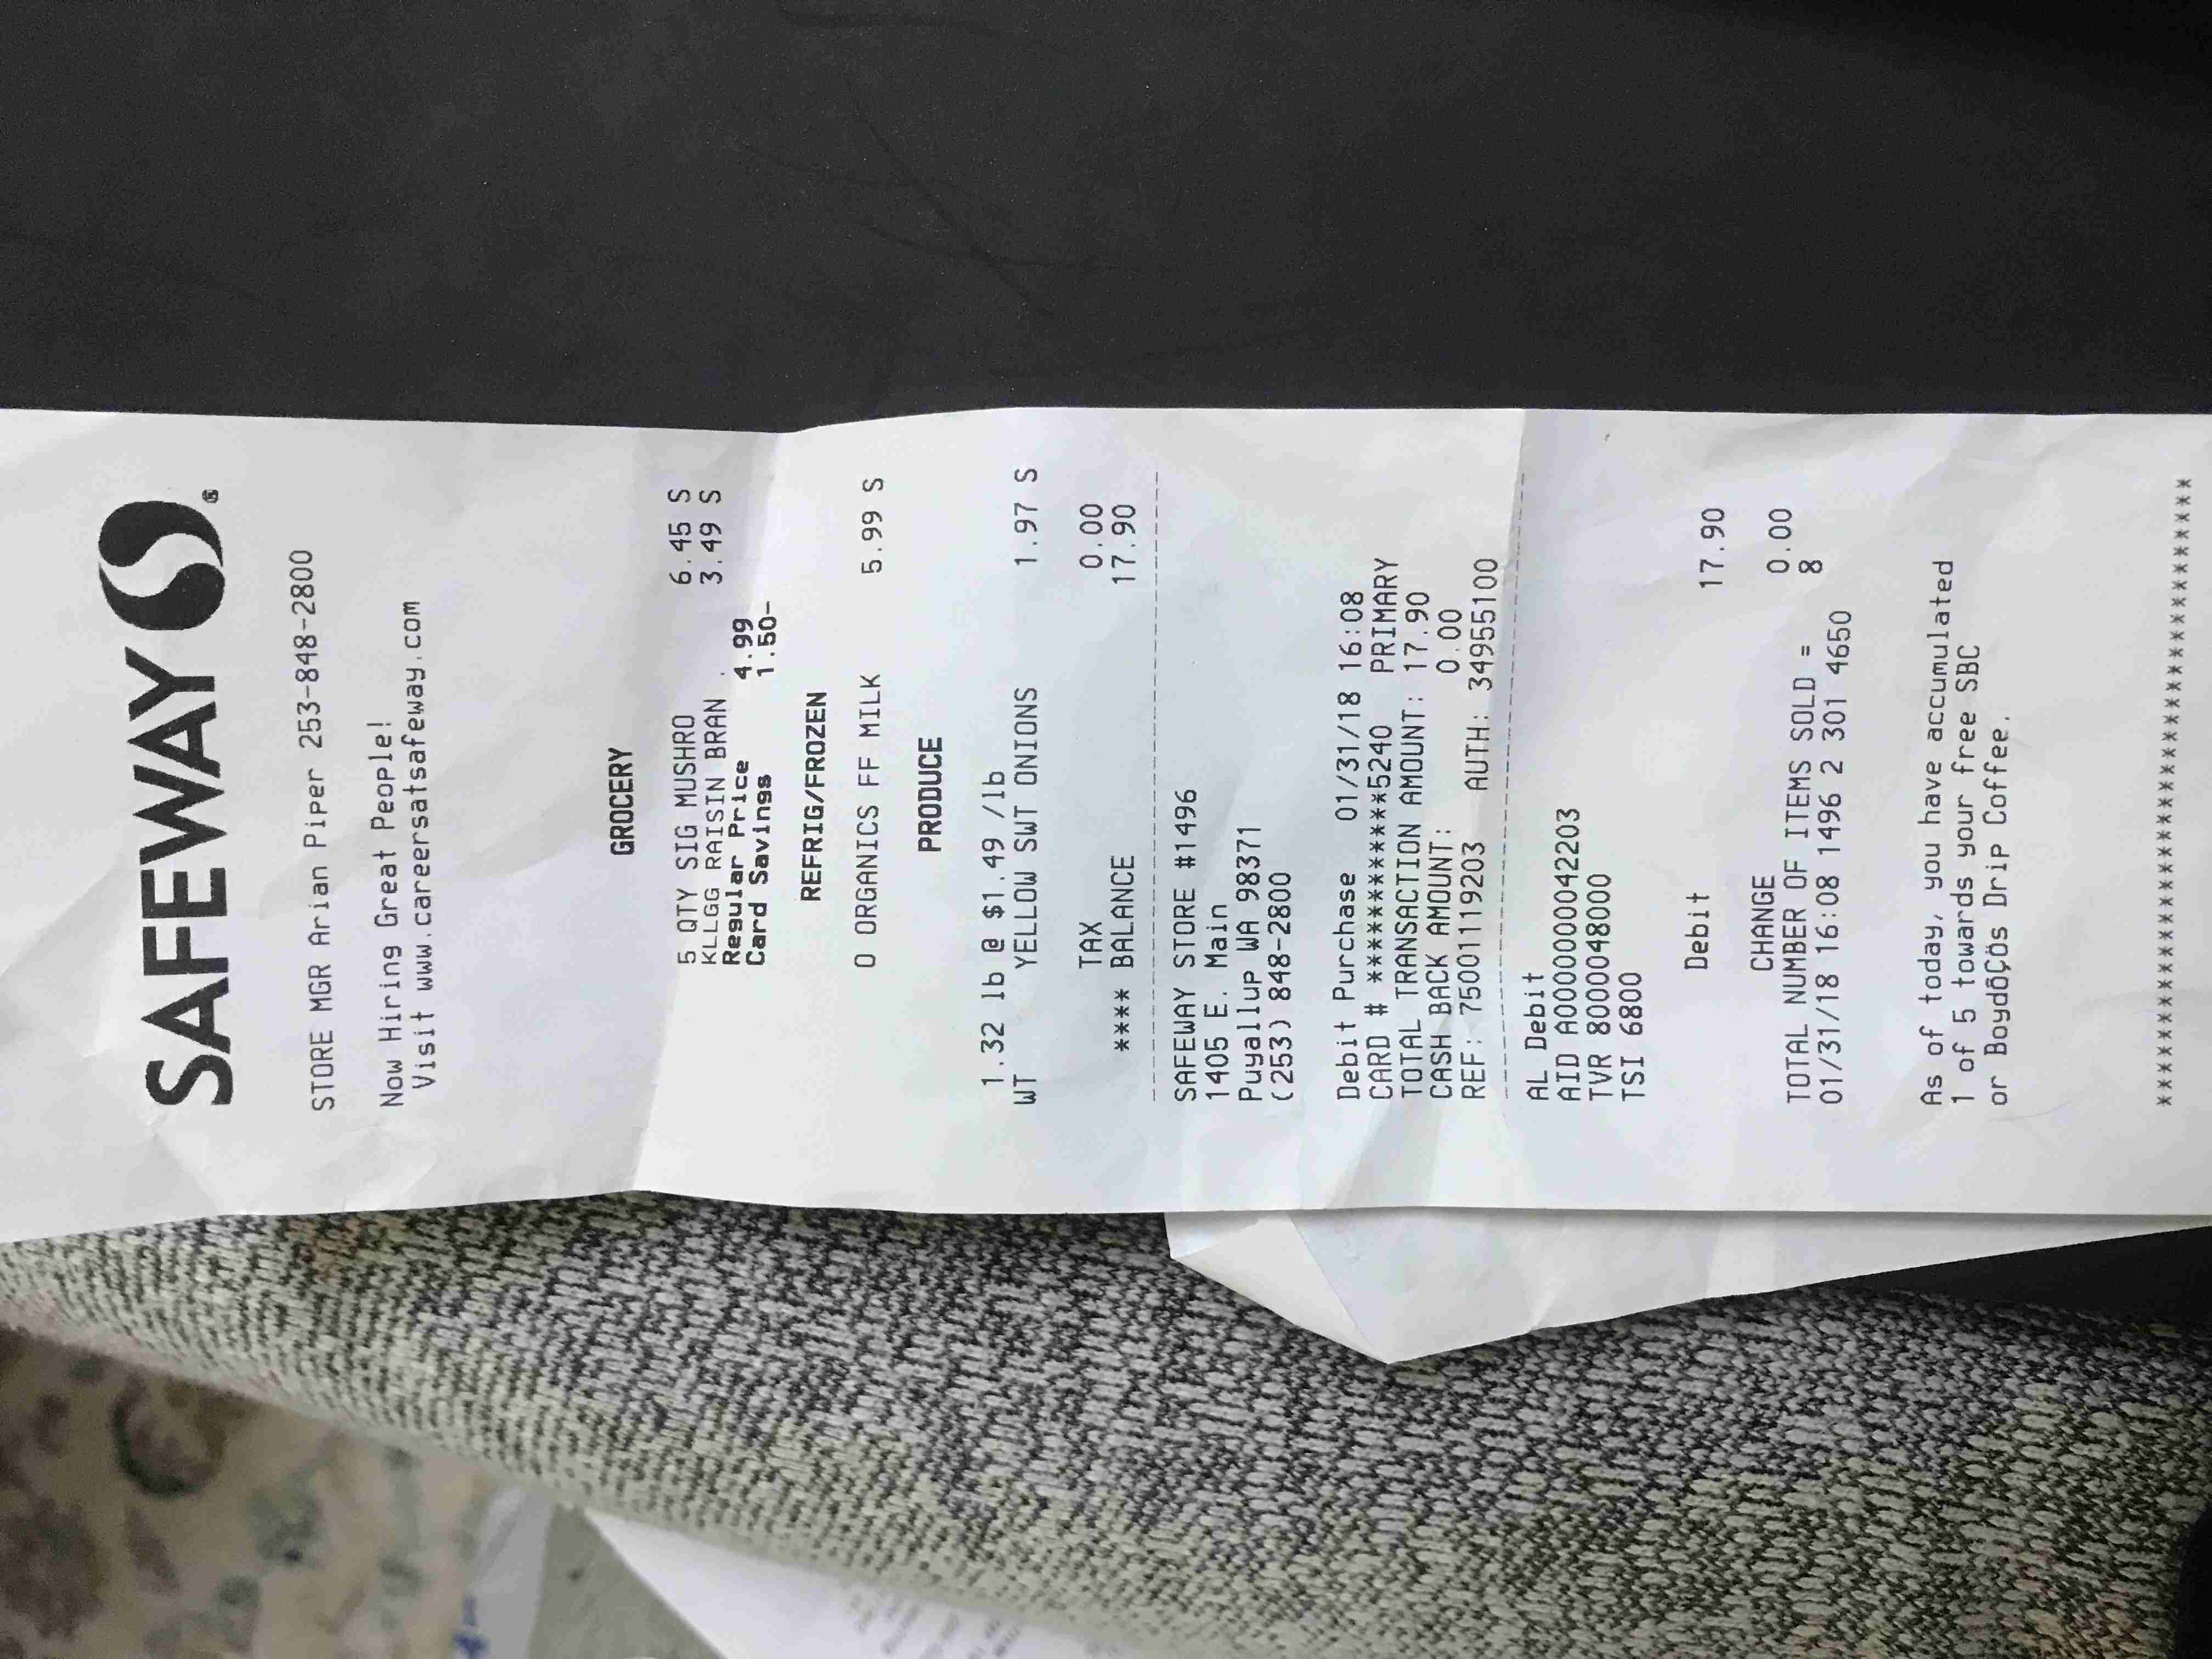 SAFEWAY ®
STORE MGR Arian Piper 253-848-2800
Now Hiring Great People!
Visit www.careersatsafeway.com
GROCERY
5 QTY SIG MUSHRO 6.45 S
KLLGG RAISIN BRAN . 3.49 S
Regular Price 4.99
Card Savings 1.50-
REFRIG/FROZEN
O ORGANICS FF MILK 5.99 S
PRODUCE
1.32 lb @ $1.49 /lb
WT YELLOW SWT ONIONS 1.97 S
TAX 0.00
**** BALANCE 17.90
SAFEWAY STORE #1496
1405 E. Main
Puyallup WA 98371
(253) 848-2800
Debit Purchase 01/31/18 16:08
CARD # ************5240 PRIMARY
TOTAL TRANSACTION AMOUNT: 17.90
CASH BACK AMOUNT: 0.00
REF: 75001119203 AUTH: 34955100
AL Debit
AID A0000000042203
TVR 8000048000
TSI 6800
Debit 17.90
CHANGE 0.00
TOTAL NUMBER OF ITEMS SOLD = 8
01/31/18 16:08 1496 2 301 4650
As of today, you have accumulated
1 of 5 towards your free SBC
or BoydôÇös Drip Coffee.
***************************************